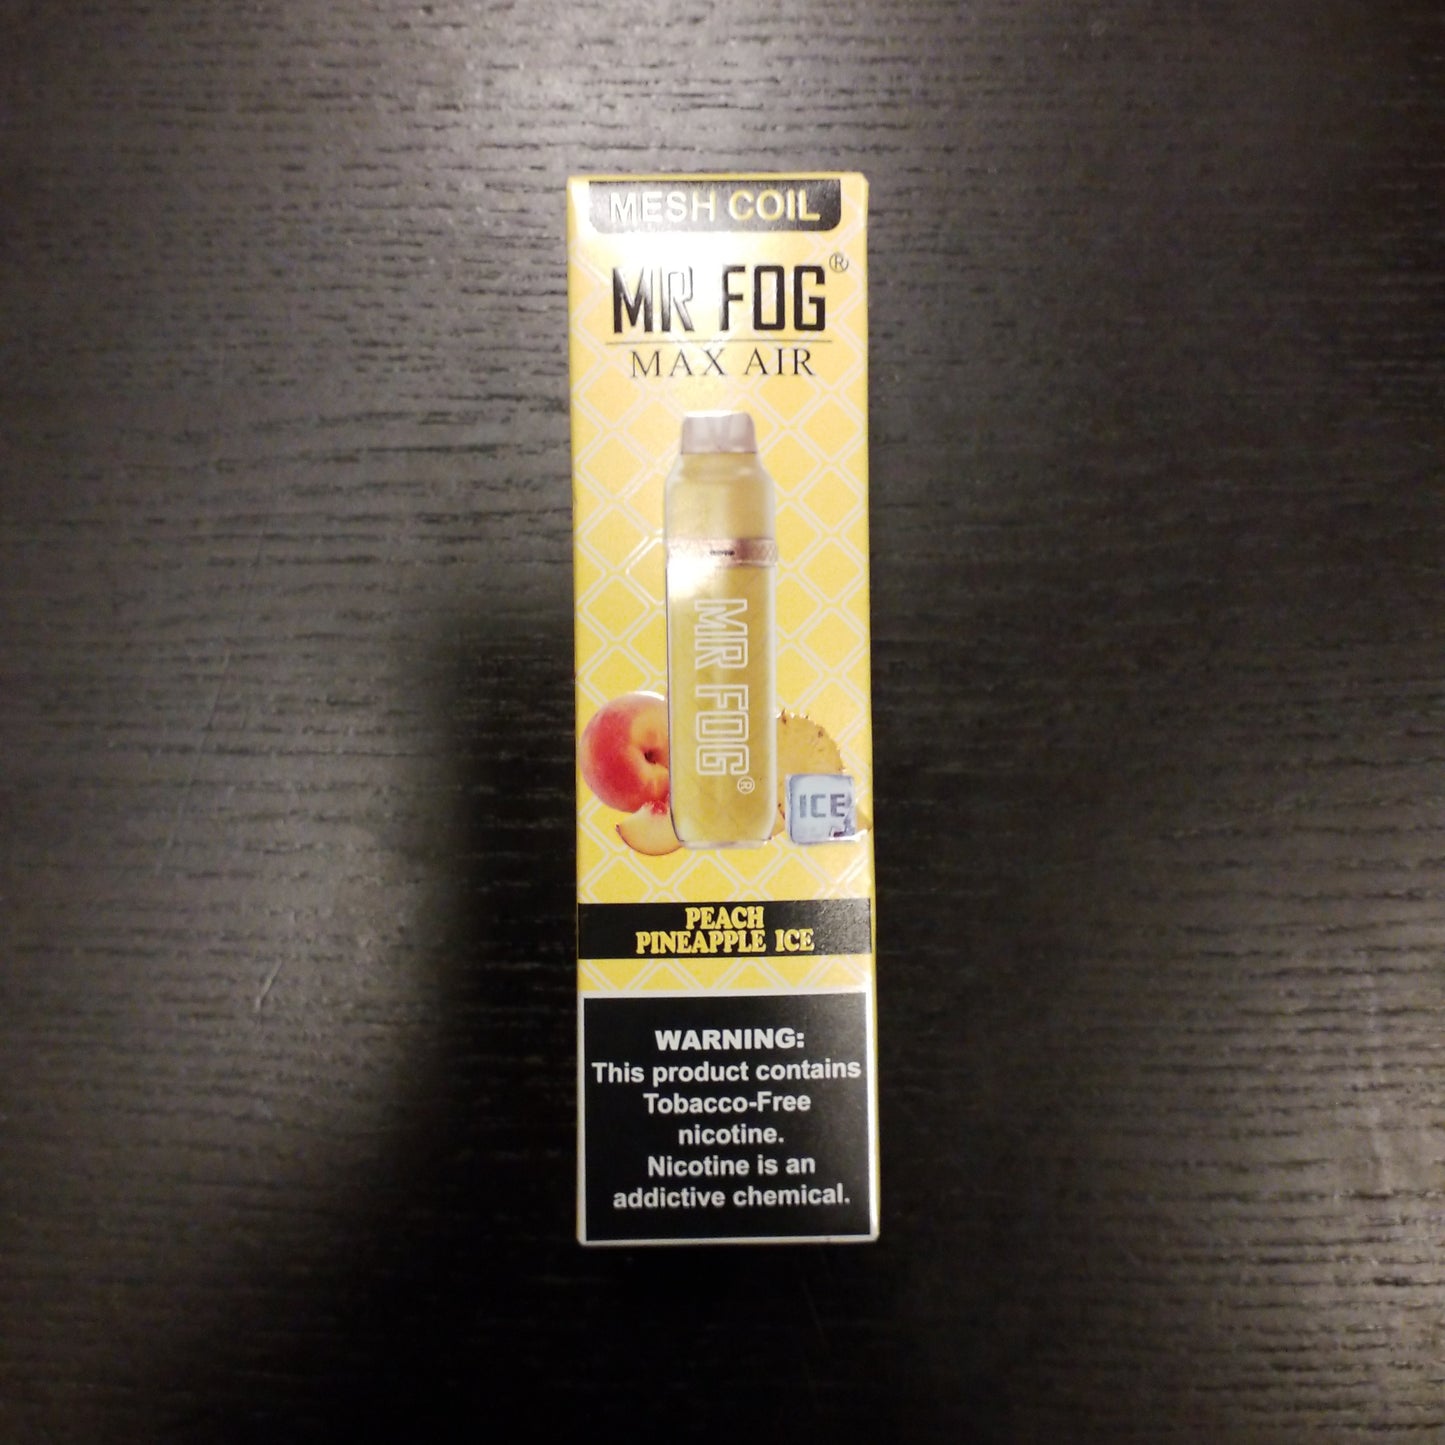 MESH COIL
MR FOG®
MAX AIR
MR FOG®
ICE
PEACH
PINEAPPLE ICE
WARNING:
This product contains
Tobacco-Free
nicotine.
Nicotine is an
addictive chemical.